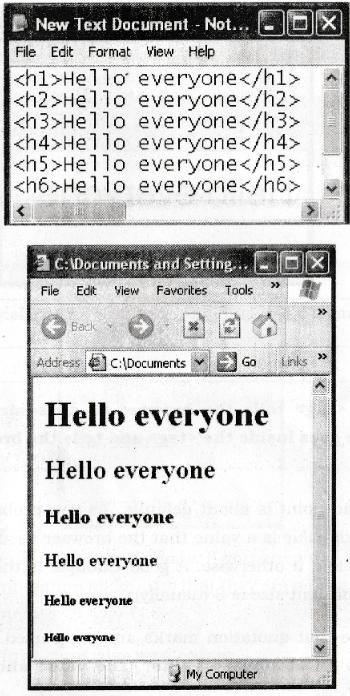 New Text Document - Not...
File Edit Format View Help
<h1>Hello everyone</h1>
<h2>Hello everyone</h2>
<h3>Hello everyone</h3>
<h4>Hello everyone</h4>
<h5>Hello everyone</h5>
<h6>Hello everyone</h6>
C:\Documents and Setting...
File Edit View Favorites Tools »
Back
Address C:\Documents Go Links »
Hello everyone
Hello everyone
Hello everyone
Hello everyone
Hello everyone
Hello everyone
My Computer